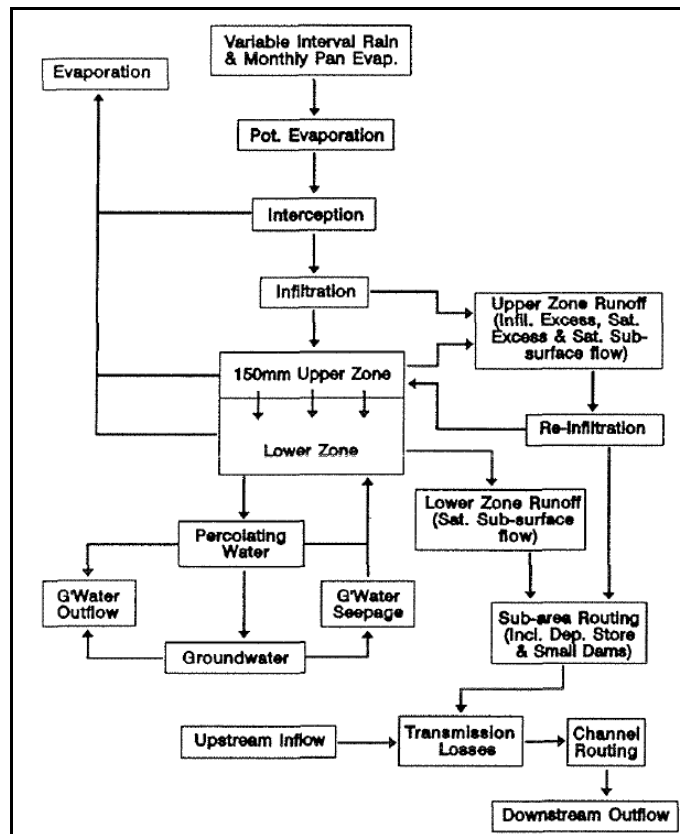 Variable Interval Rain
& Monthly Pan Evap.
Evaporation
Pot. Evaporation
Interception
Infiltration
Upper Zone Runoff
(Infil. Excess, Sat.
Excess & Sat. Sub-
surface flow)
150mm Upper Zone
Re-Infiltration
Lower Zone
Lower Zone Runoff
(Sat. Sub-surface
flow)
Percolating
Water
G'Water
Outflow
G'Water
Seepage
Sub-area Routing
(Incl. Dep. Store
& Small Dams)
Groundwater
Upstream Inflow
Transmission
Losses
Channel
Routing
Downstream Outflow